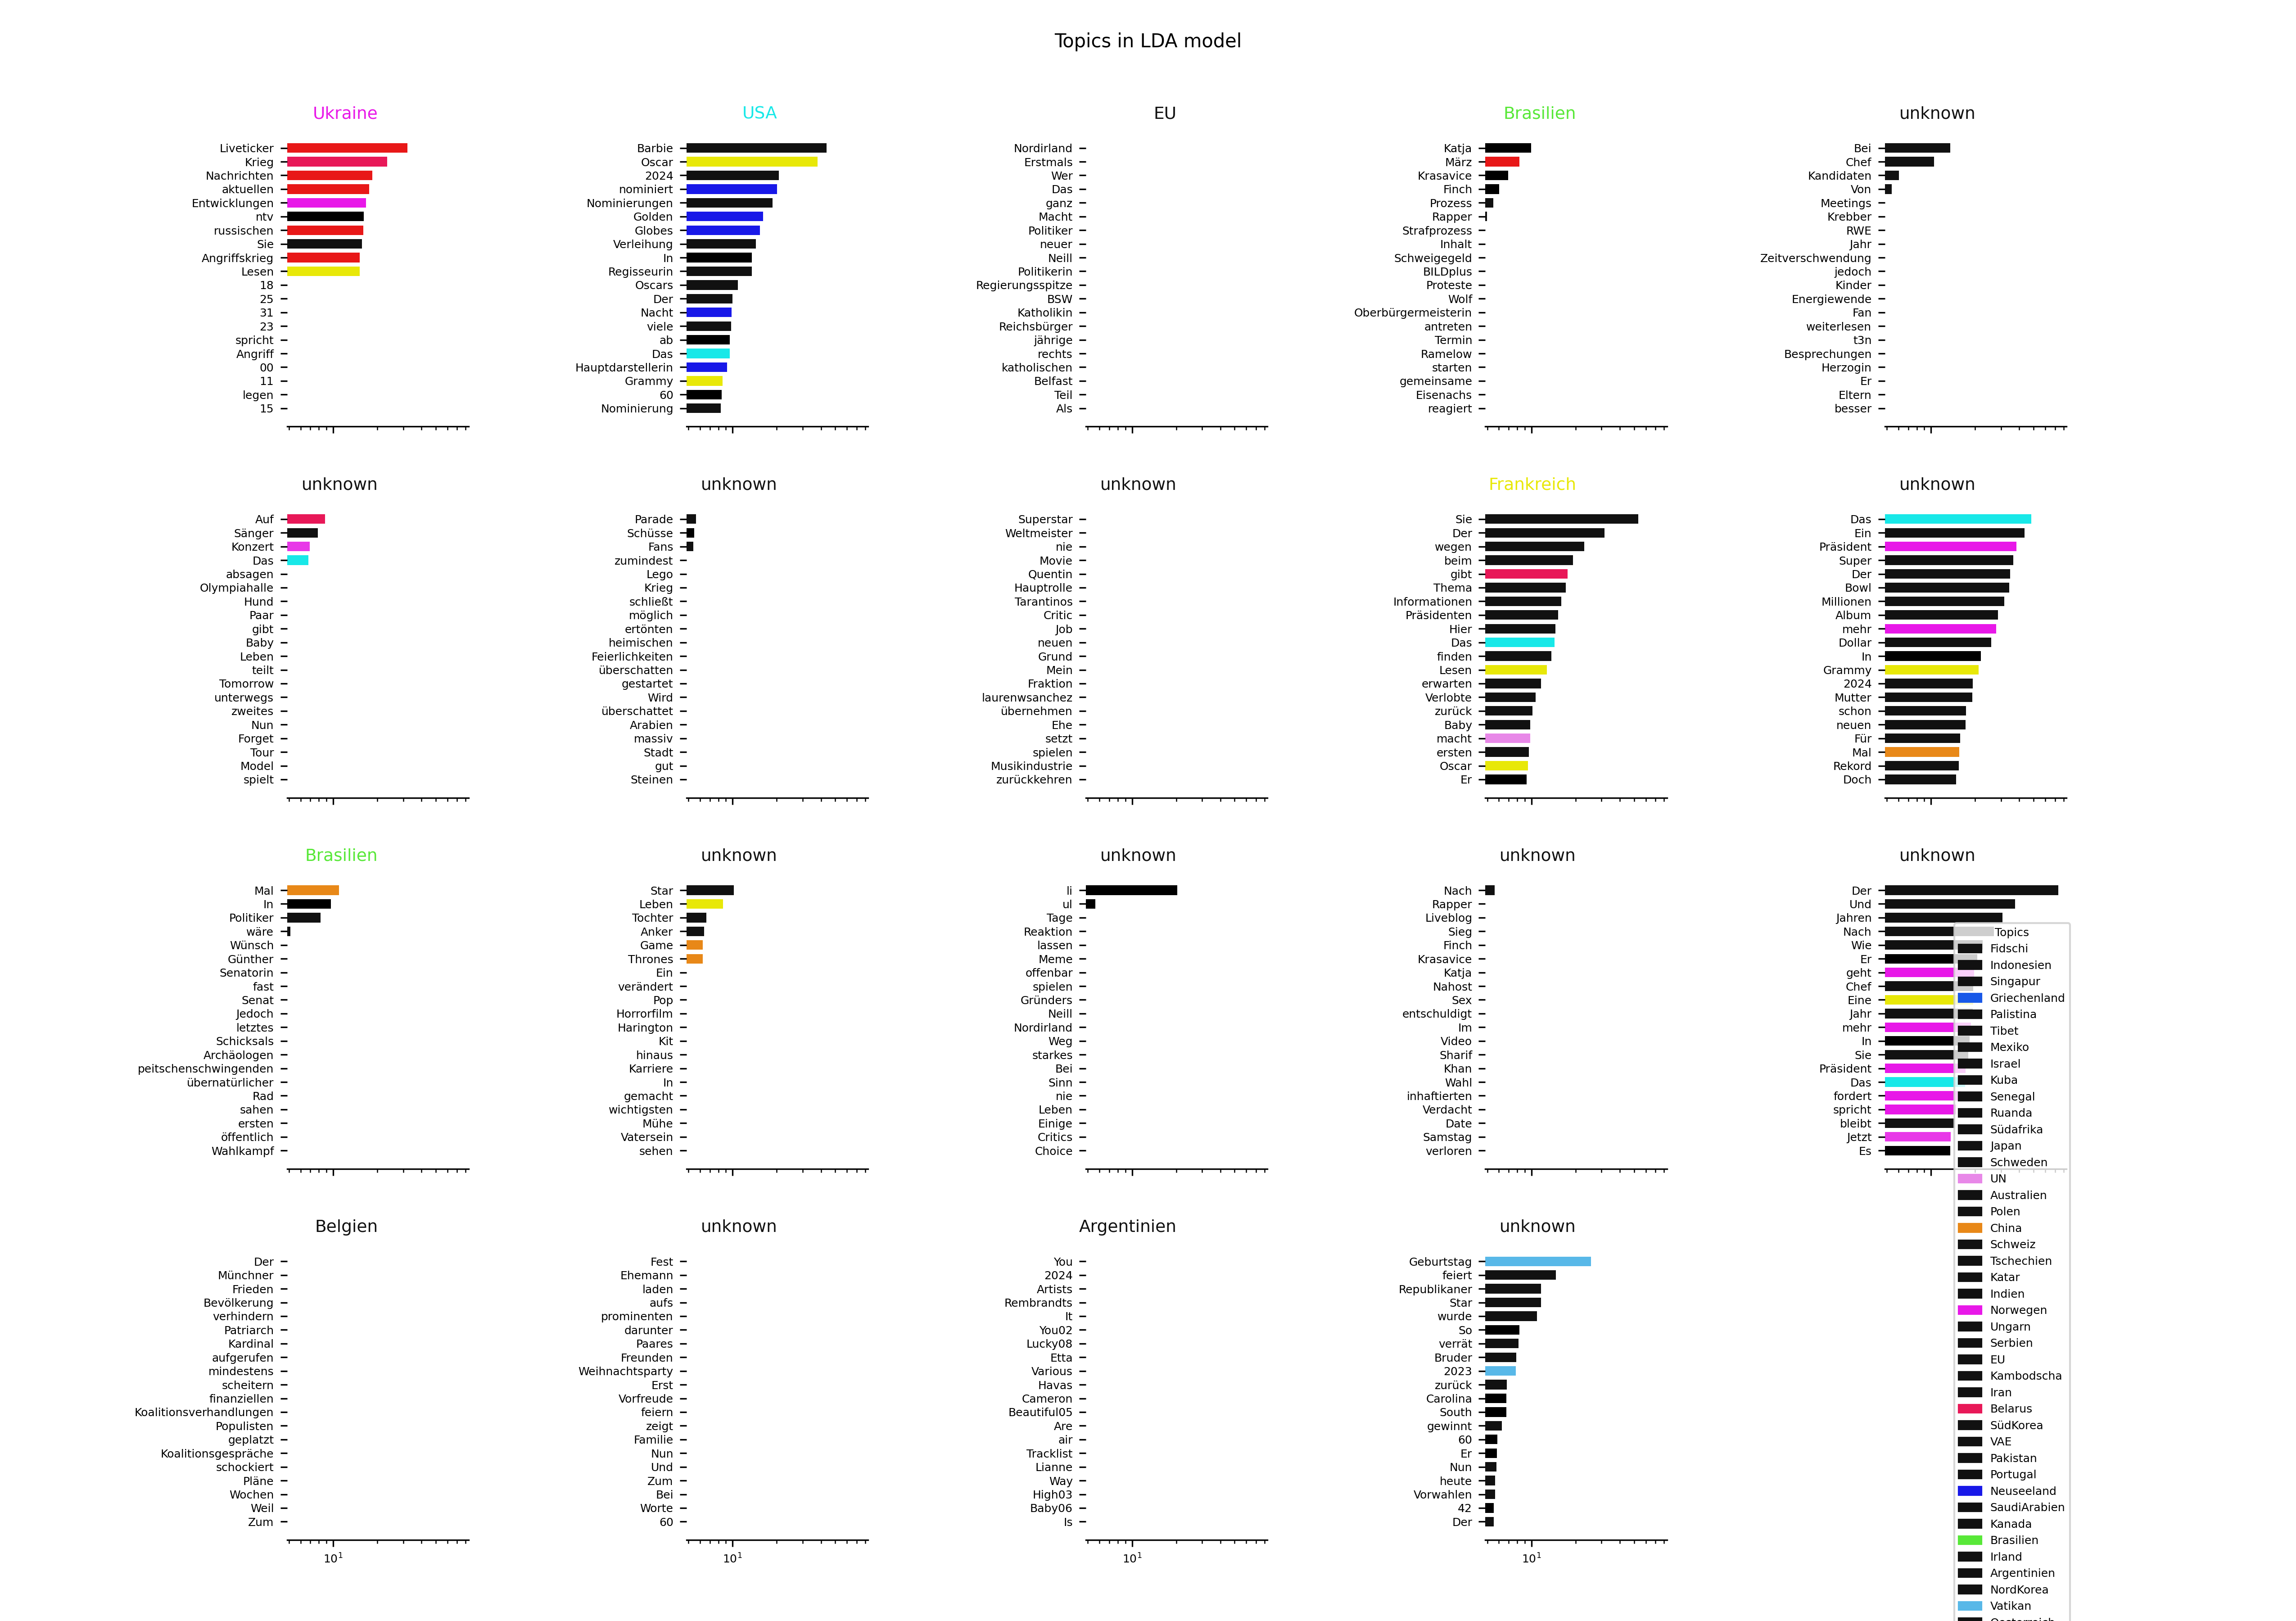 Topics in LDA model
Ukraine
Liveticker
Krieg
Nachrichten
aktuellen
Entwicklungen
ntv
russischen
Sie
Angriffskrieg
Lesen
18
25
31
23
spricht
Angriff
00
11
legen
15
USA
Barbie
Oscar
2024
nominiert
Nominierungen
Golden
Globes
Verleihung
In
Regisseurin
Oscars
Der
Nacht
viele
ab
Das
Hauptdarstellerin
Grammy
60
Nominierung
EU
Nordirland
Erstmals
Wer
Das
ganz
Macht
Politiker
neuer
Neill
Politikerin
Regierungsspitze
BSW
Katholikin
Reichsbürger
jährige
rechts
katholischen
Belfast
Teil
Als
Brasilien
Katja
März
Krasavice
Finch
Prozess
Rapper
Strafprozess
Inhalt
Schweigegeld
BILDplus
Proteste
Wolf
Oberbürgermeisterin
antreten
Termin
Ramelow
starten
gemeinsame
Eisenachs
reagiert
unknown
Bei
Chef
Kandidaten
Von
Meetings
Krebber
RWE
Jahr
Zeitverschwendung
jedoch
Kinder
Energiewende
Fan
weiterlesen
t3n
Besprechungen
Herzogin
Er
Eltern
besser
unknown
Auf
Sänger
Konzert
Das
absagen
Olympiahalle
Hund
Paar
gibt
Baby
Leben
teilt
Tomorrow
unterwegs
zweites
Nun
Forget
Tour
Model
spielt
unknown
Parade
Schüsse
Fans
zumindest
Lego
Krieg
schließt
möglich
ertönten
heimischen
Feierlichkeiten
überschatten
gestartet
Wird
überschattet
Arabien
massiv
Stadt
gut
Steinen
unknown
Superstar
Weltmeister
nie
Movie
Quentin
Hauptrolle
Tarantinos
Critic
Job
neuen
Grund
Mein
Fraktion
laurenwsanchez
übernehmen
Ehe
setzt
spielen
Musikindustrie
zurückkehren
Frankreich
Sie
Der
wegen
beim
gibt
Thema
Informationen
Präsidenten
Hier
Das
finden
Lesen
erwarten
Verlobte
zurück
Baby
macht
ersten
Oscar
Er
unknown
Das
Ein
Präsident
Super
Der
Bowl
Millionen
Album
mehr
Dollar
In
Grammy
2024
Mutter
schon
neuen
Für
Mal
Rekord
Doch
Brasilien
Mal
In
Politiker
wäre
Wünsch
Günther
Senatorin
fast
Senat
Jedoch
letztes
Schicksals
Archäologen
peitschenschwingenden
übernatürlicher
Rad
sahen
ersten
öffentlich
Wahlkampf
unknown
Star
Leben
Tochter
Anker
Game
Thrones
Ein
verändert
Pop
Horrorfilm
Harington
Kit
hinaus
Karriere
In
gemacht
wichtigsten
Mühe
Vatersein
sehen
unknown
li
ul
Tage
Reaktion
lassen
Meme
offenbar
spielen
Gründers
Neill
Nordirland
Weg
starkes
Bei
Sinn
nie
Leben
Einige
Critics
Choice
unknown
Nach
Rapper
Liveblog
Sieg
Finch
Krasavice
Katja
Nahost
Sex
entschuldigt
Im
Video
Sharif
Khan
Wahl
inhaftierten
Verdacht
Date
Samstag
verloren
unknown
Der
Und
Jahren
Nach
Wie
Er
geht
Chef
Eine
Jahr
mehr
In
Sie
Präsident
Das
fordert
spricht
bleibt
Jetzt
Es
Belgien
Der
Münchner
Frieden
Bevölkerung
verhindern
Patriarch
Kardinal
aufgerufen
mindestens
scheitern
finanziellen
Koalitionsverhandlungen
Populisten
geplatzt
Koalitionsgespräche
schockiert
Pläne
Wochen
Weil
Zum
10¹
unknown
Fest
Ehemann
laden
aufs
prominenten
darunter
Paares
Freunden
Weihnachtsparty
Erst
Vorfreude
feiern
zeigt
Familie
Nun
Und
Zum
Bei
Worte
60
10¹
Argentinien
You
2024
Artists
Rembrandts
It
You02
Lucky08
Etta
Various
Havas
Cameron
Beautiful05
Are
air
Tracklist
Lianne
Way
High03
Baby06
Is
10¹
unknown
Geburtstag
feiert
Republikaner
Star
wurde
So
verrät
Bruder
2023
zurück
Carolina
South
gewinnt
60
Er
Nun
heute
Vorwahlen
42
Der
10¹
Topics
Fidschi
Indonesien
Singapur
Griechenland
Palistina
Tibet
Mexiko
Israel
Kuba
Senegal
Ruanda
Südafrika
Japan
Schweden
UN
Australien
Polen
China
Schweiz
Tschechien
Katar
Indien
Norwegen
Ungarn
Serbien
EU
Kambodscha
Iran
Belarus
SüdKorea
VAE
Pakistan
Portugal
Neuseeland
SaudiArabien
Kanada
Brasilien
Irland
Argentinien
NordKorea
Vatikan